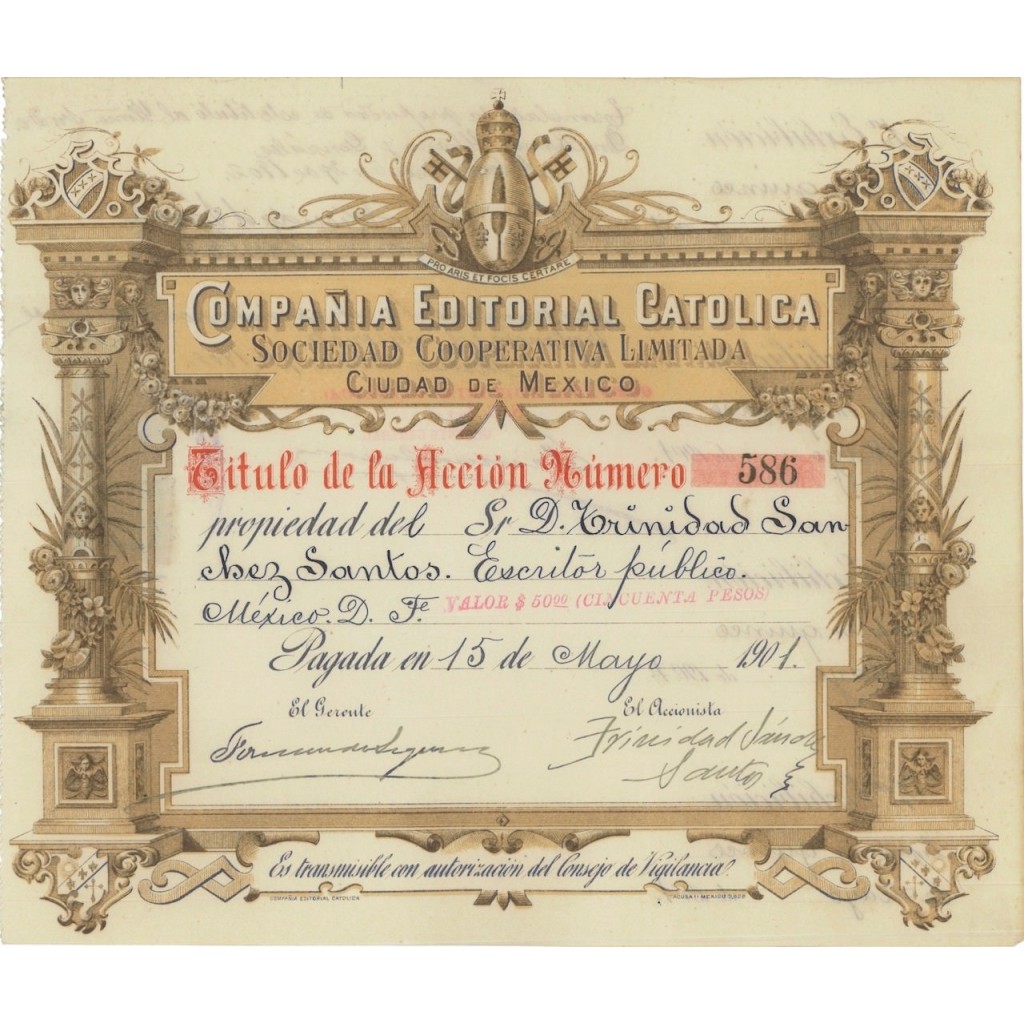 PRO ARIS ET FOCIS CERTARE
COMPAÑIA EDITORIAL CATOLICA
SOCIEDAD COOPERATIVA LIMITADA
CIUDAD DE MEXICO
Titulo de la Acción Número 586
propiedad del Sr D. Trinidad San-
chez Santos. Escritor público.
México. D. F. VALOR $ 50.00 (CINCUENTA PESOS)
Pagada en 15 de Mayo 1901.
El Gerente El Accionista
Trinidad Sánchez
Santos
Es transmisible con autorización del Consejo de Vigilancia.
COMPAÑIA EDITORIAL CATOLICA